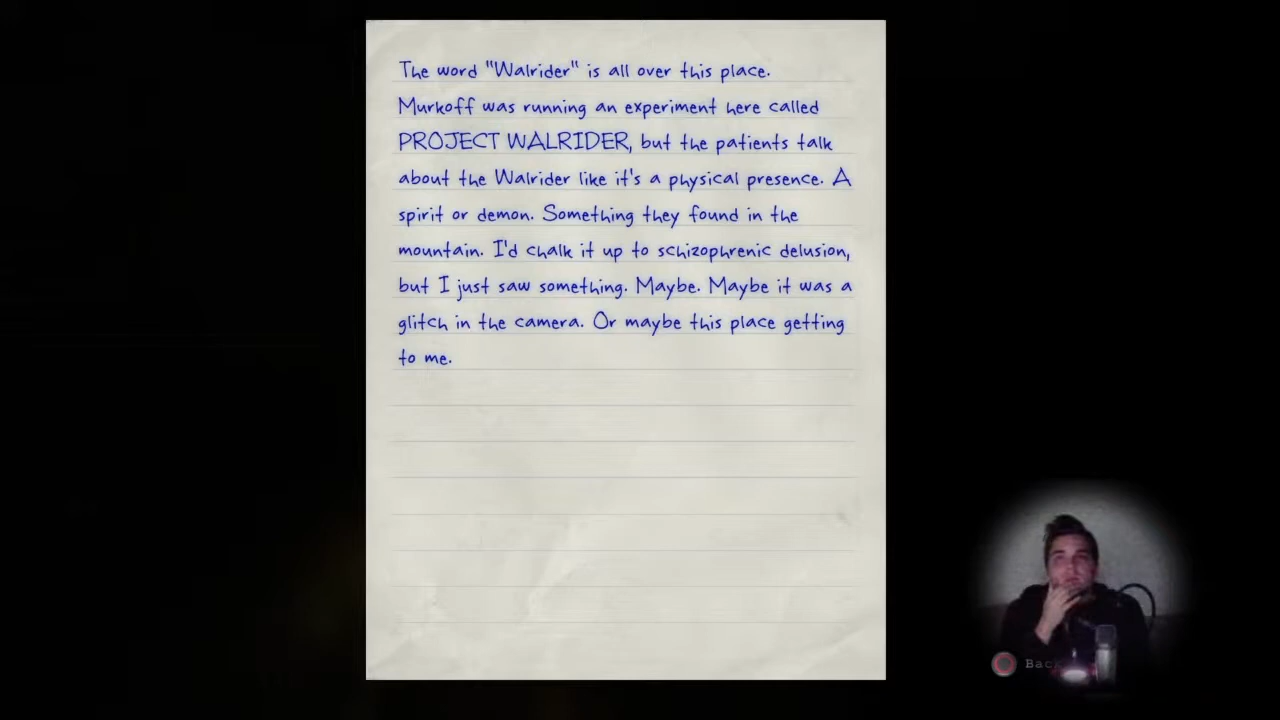 The word "Walrider" is all over this place.
Murkoff was running an experiment here called
PROJECT WALRIDER, but the patients talk
about the Walrider like it's a physical presence. A
spirit or demon. Something they found in the
mountain. I'd chalk it up to schizophrenic delusion,
but I just saw something. Maybe. Maybe it was a
glitch in the camera. Or maybe this place getting
to me.
Back